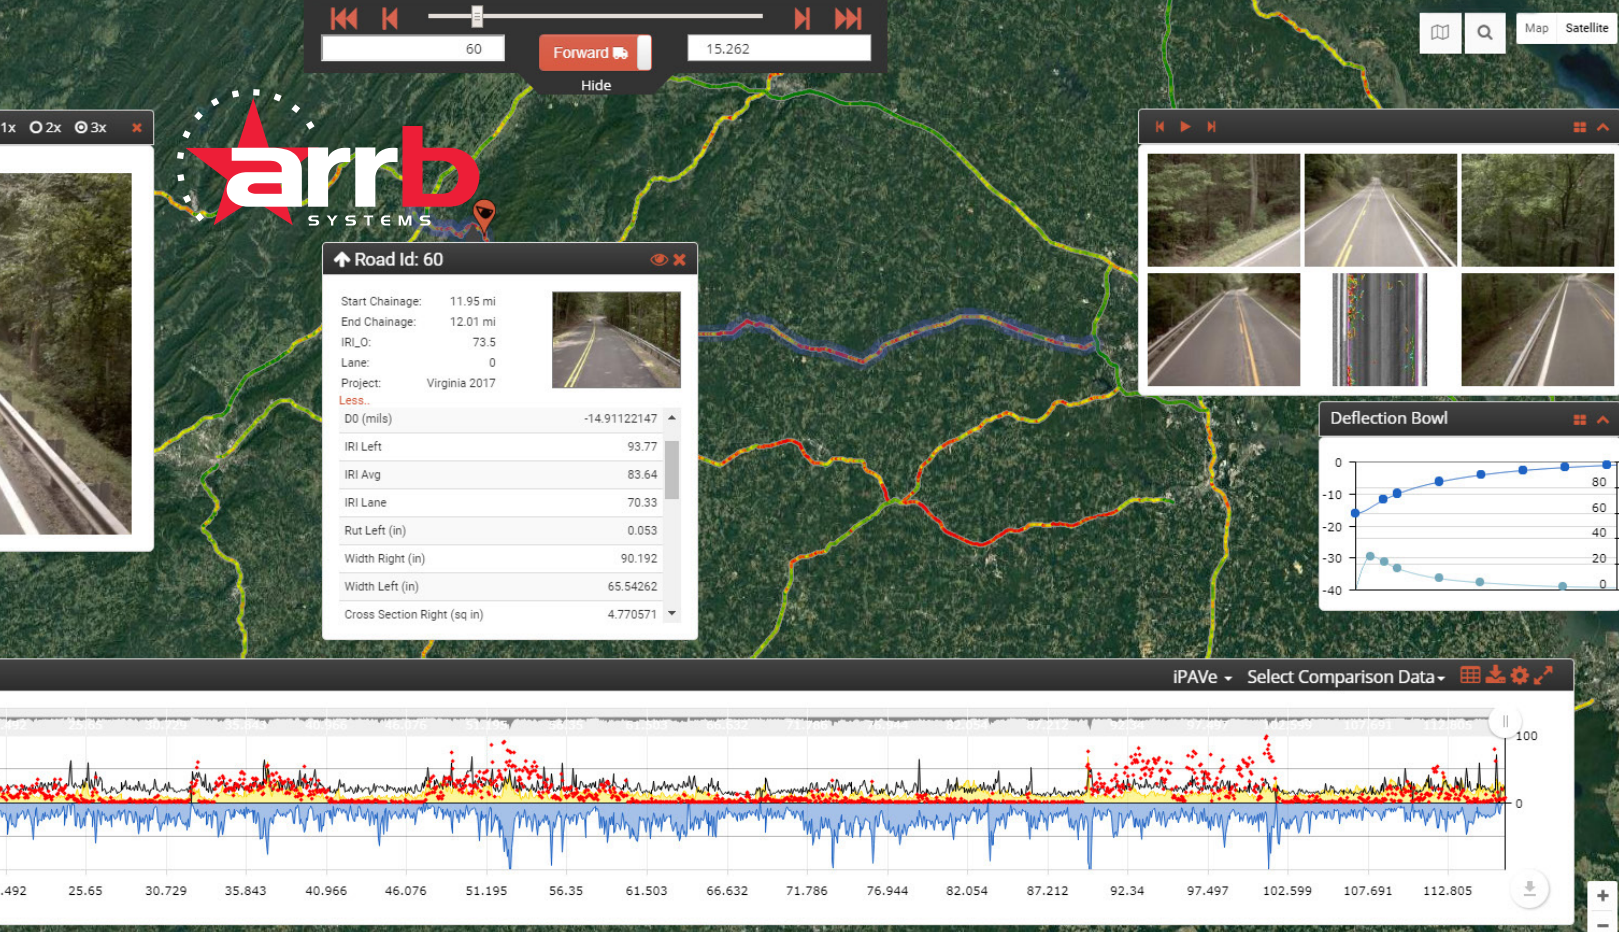 60
Forward
15.262
Hide
Map
Satellite
1x 2x 3x
arrb
SYSTEMS
Road Id: 60
Start Chainage: 11.95 mi
End Chainage: 12.01 mi
IRI_O: 73.5
Lane: 0
Project: Virginia 2017
Less..
D0 (mils) -14.91122147
IRI Left 93.77
IRI Avg 83.64
IRI Lane 70.33
Rut Left (in) 0.053
Width Right (in) 90.192
Width Left (in) 65.54262
Cross Section Right (sq in) 4.770571
Deflection Bowl
0
-10
-20
-30
-40
80
60
40
20
0
iPAVe
Select Comparison Data
100
0
.492 25.65 30.729 35.843 40.966 46.076 51.195 56.35 61.503 66.632 71.786 76.944 82.054 87.212 92.34 97.497 102.599 107.691 112.805
+
−